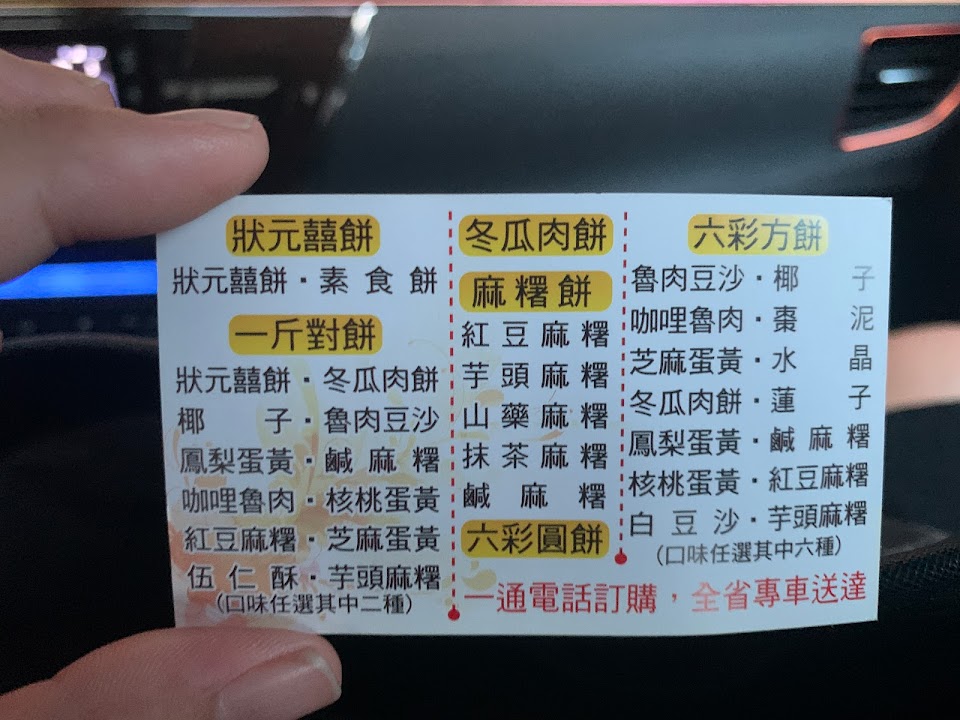 狀元囍餅
狀元囍餅・素食餅
一斤對餅
狀元囍餅・冬瓜肉餅
椰子・魯肉豆沙
鳳梨蛋黃・鹹麻糬
咖哩魯肉・核桃蛋黃
紅豆麻糬・芝麻蛋黃
伍仁酥・芋頭麻糬
(口味任選其中二種)
冬瓜肉餅
麻糬餅
紅豆麻糬
芋頭麻糬
山藥麻糬
抹茶麻糬
鹹麻糬
六彩圓餅
六彩方餅
魯肉豆沙・椰子
咖哩魯肉・棗泥
芝麻蛋黃・水晶
冬瓜肉餅・蓮子
鳳梨蛋黃・鹹麻糬
核桃蛋黃・紅豆麻糬
白豆沙・芋頭麻糬
(口味任選其中六種)
一通電話訂購，全省專車送達